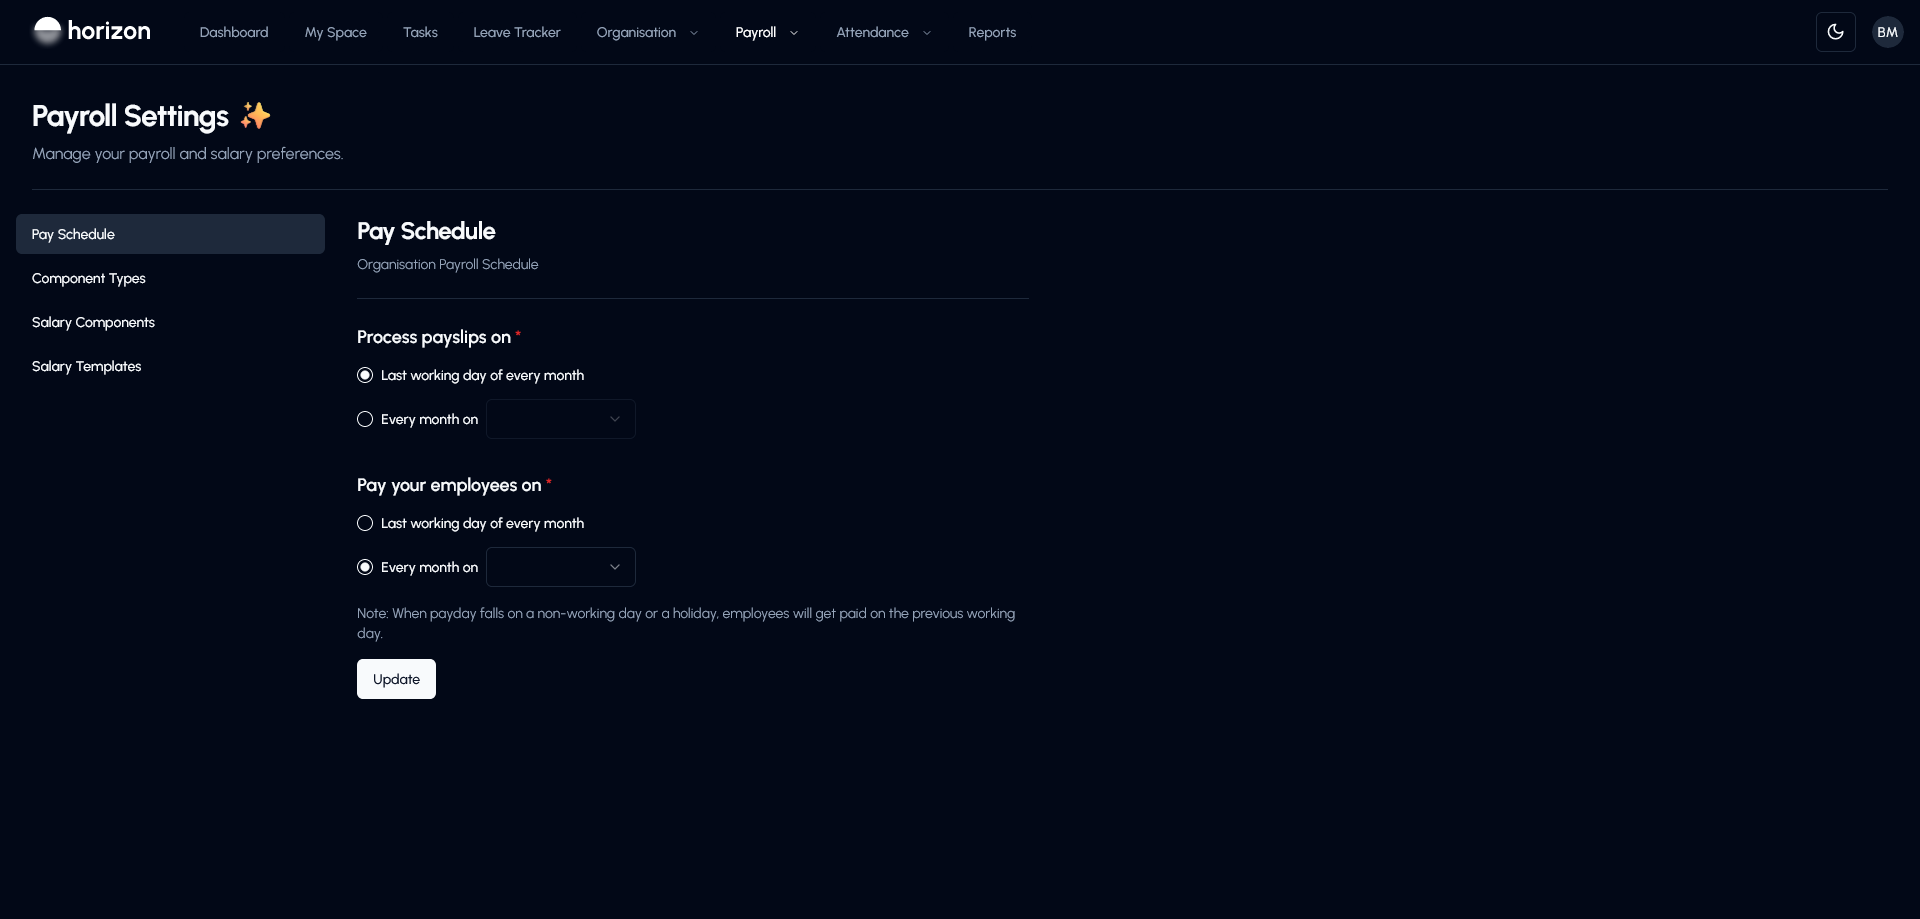 horizon
Dashboard
My Space
Tasks
Leave Tracker
Organisation
Payroll
Attendance
Reports
BM
Payroll Settings ✨
Manage your payroll and salary preferences.
Pay Schedule
Component Types
Salary Components
Salary Templates
Pay Schedule
Organisation Payroll Schedule
Process payslips on *
Last working day of every month
Every month on
Pay your employees on *
Last working day of every month
Every month on
Note: When payday falls on a non-working day or a holiday, employees will get paid on the previous working
day.
Update